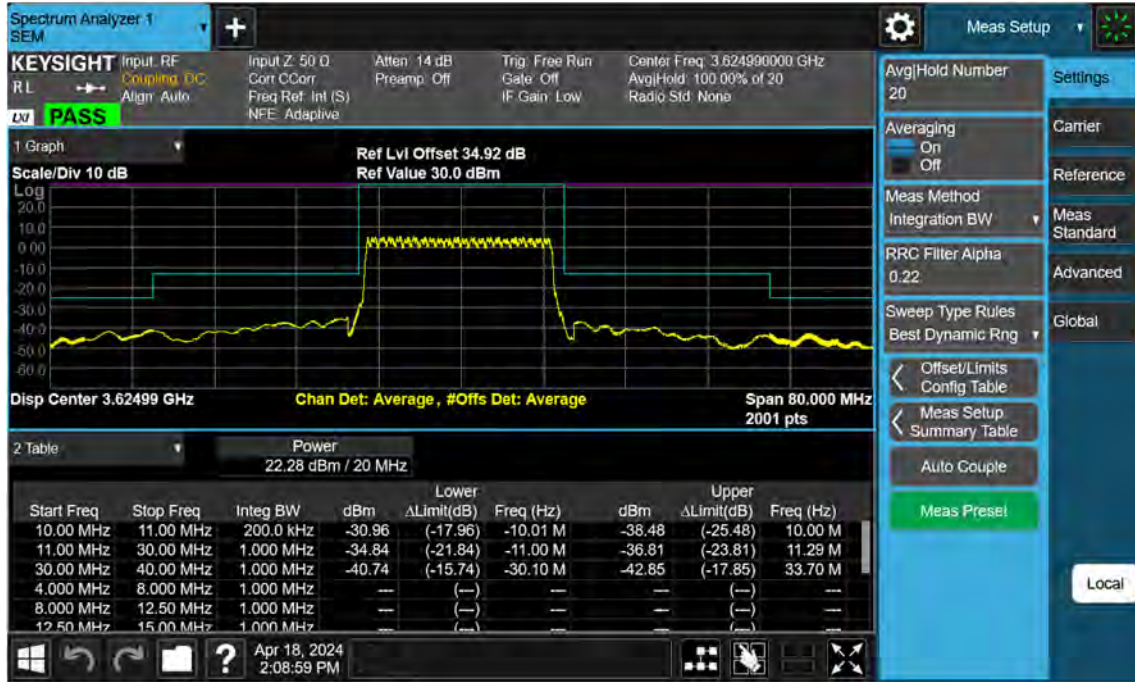 Spectrum Analyzer 1
SEM
+
Meas Setup
KEYSIGHT
RL
LXI
PASS
Input: RF
Coupling: DC
Align: Auto
Input Z: 50 Ω
Corr CCorr
Freq Ref: Int (S)
NFE: Adaptive
Atten: 14 dB
Preamp: Off
Trig: Free Run
Gate: Off
IF Gain: Low
Center Freq: 3.624990000 GHz
Avg|Hold: 100.00% of 20
Radio Std: None
1 Graph
Scale/Div 10 dB
Ref Lvl Offset 34.92 dB
Ref Value 30.0 dBm
Log
20.0
10.0
0.00
-10.0
-20.0
-30.0
-40.0
-50.0
-60.0
Disp Center 3.62499 GHz
Chan Det: Average, #Offs Det: Average
Span 80.000 MHz
2001 pts
2 Table
Power
22.28 dBm / 20 MHz
Lower Upper
Start Freq Stop Freq Integ BW dBm ΔLimit(dB) Freq (Hz) dBm ΔLimit(dB) Freq (Hz)
10.00 MHz 11.00 MHz 200.0 kHz -30.96 (-17.96) -10.01 M -38.48 (-25.48) 10.00 M
11.00 MHz 30.00 MHz 1.000 MHz -34.84 (-21.84) -11.00 M -36.81 (-23.81) 11.29 M
30.00 MHz 40.00 MHz 1.000 MHz -40.74 (-15.74) -30.10 M -42.85 (-17.85) 33.70 M
4.000 MHz 8.000 MHz 1.000 MHz --- (---) --- --- (---) ---
8.000 MHz 12.50 MHz 1.000 MHz --- (---) --- --- (---) ---
12.50 MHz 15.00 MHz 1.000 MHz --- (---) --- --- (---) ---
Avg|Hold Number
20
Averaging
On
Off
Meas Method
Integration BW
RRC Filter Alpha
0.22
Sweep Type Rules
Best Dynamic Rng
Offset/Limits
Config Table
Meas Setup
Summary Table
Auto Couple
Meas Preset
Settings
Carrier
Reference
Meas
Standard
Advanced
Global
Local
?
Apr 18, 2024
2:08:59 PM